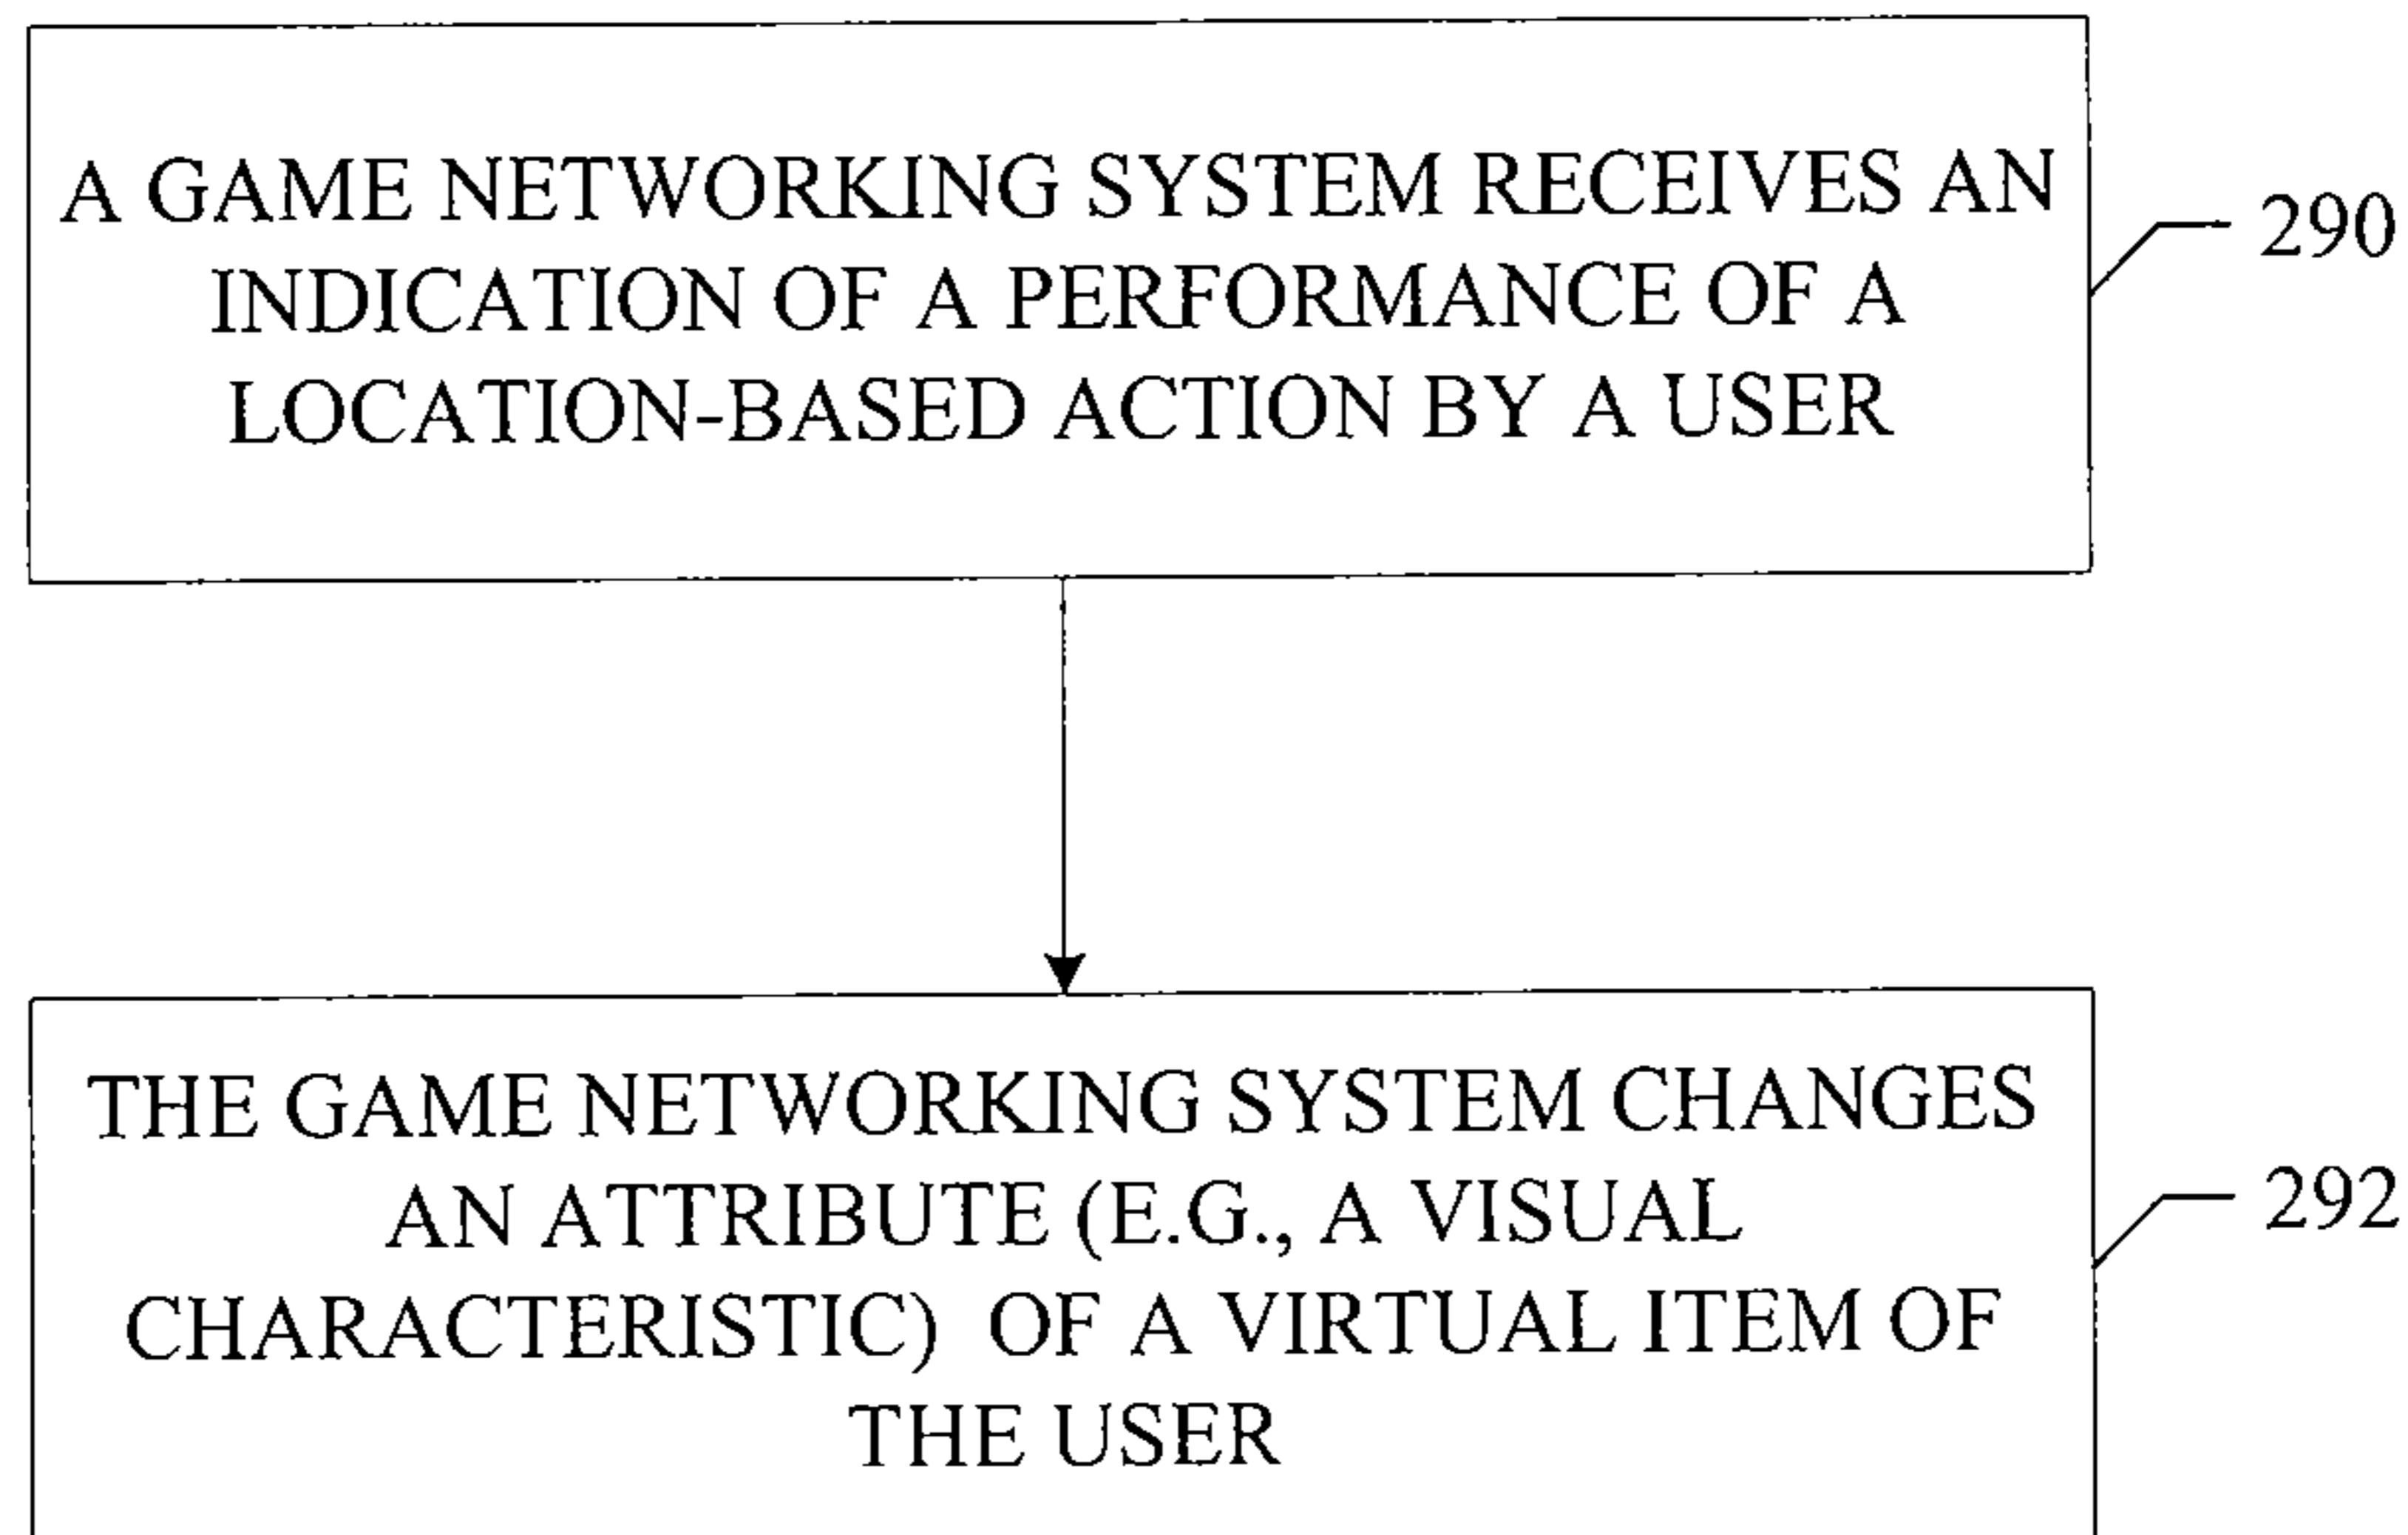 A GAME NETWORKING SYSTEM RECEIVES AN
INDICATION OF A PERFORMANCE OF A
LOCATION-BASED ACTION BY A USER
290
THE GAME NETWORKING SYSTEM CHANGES
AN ATTRIBUTE (E.G., A VISUAL
CHARACTERISTIC) OF A VIRTUAL ITEM OF
THE USER
292